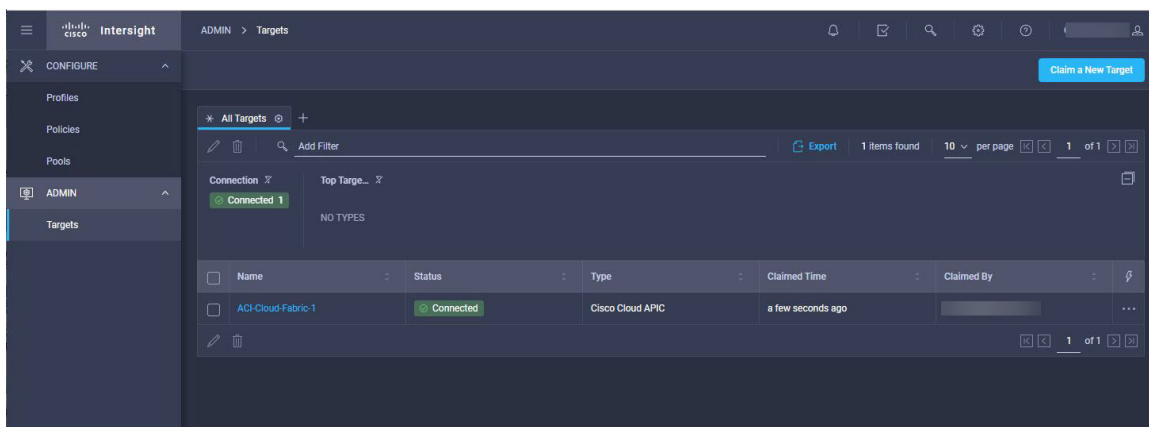 cisco Intersight
ADMIN > Targets
CONFIGURE
Profiles
Policies
Pools
ADMIN
Targets
Claim a New Target
All Targets
Add Filter
Export
1 items found
10 per page
1 of 1
Connection
Connected 1
Top Targe...
NO TYPES
Name Status Type Claimed Time Claimed By
ACI-Cloud-Fabric-1 Connected Cisco Cloud APIC a few seconds ago
1 of 1